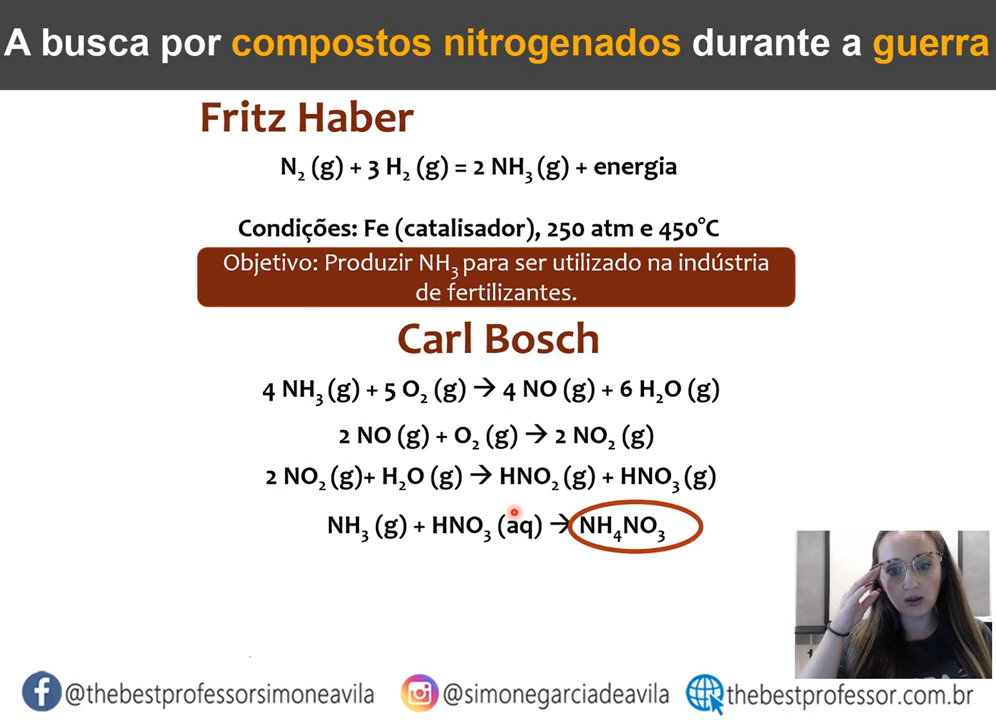 A busca por compostos nitrogenados durante a guerra
Fritz Haber
N₂ (g) + 3 H₂ (g) = 2 NH₃ (g) + energia
Condições: Fe (catalisador), 250 atm e 450°C
Objetivo: Produzir NH₃ para ser utilizado na indústria
de fertilizantes.
Carl Bosch
4 NH₃ (g) + 5 O₂ (g) → 4 NO (g) + 6 H₂O (g)
2 NO (g) + O₂ (g) → 2 NO₂ (g)
2 NO₂ (g)+ H₂O (g) → HNO₂ (g) + HNO₃ (g)
NH₃ (g) + HNO₃ (aq) → NH₄NO₃
@thebestprofessorsimoneavila @simonegarciadeavila thebestprofessor.com.br